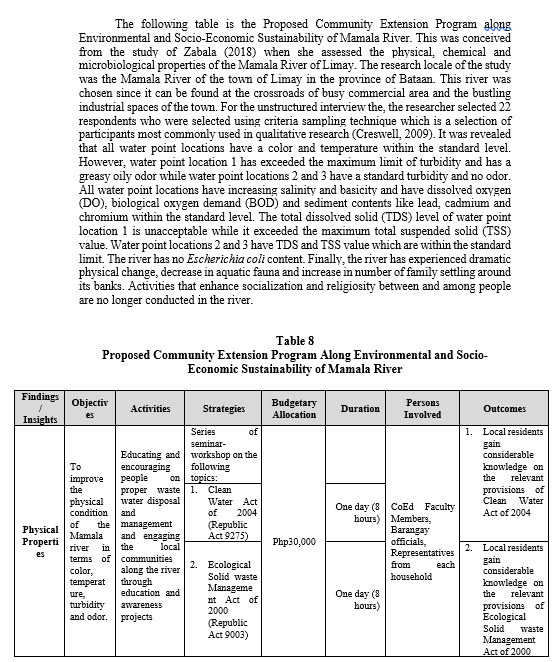 The following table is the Proposed Community Extension Program along
Environmental and Socio-Economic Sustainability of Mamala River. This was conceived
from the study of Zabala (2018) when she assessed the physical, chemical and
microbiological properties of the Mamala River of Limay. The research locale of the study
was the Mamala River of the town of Limay in the province of Bataan. This river was
chosen since it can be found at the crossroads of busy commercial area and the bustling
industrial spaces of the town. For the unstructured interview the, the researcher selected 22
respondents who were selected using criteria sampling technique which is a selection of
participants most commonly used in qualitative research (Creswell, 2009). It was revealed
that all water point locations have a color and temperature within the standard level.
However, water point location 1 has exceeded the maximum limit of turbidity and has a
greasy oily odor while water point locations 2 and 3 have a standard turbidity and no odor.
All water point locations have increasing salinity and basicity and have dissolved oxygen
(DO), biological oxygen demand (BOD) and sediment contents like lead, cadmium and
chromium within the standard level. The total dissolved solid (TDS) level of water point
location 1 is unacceptable while it exceeded the maximum total suspended solid (TSS)
value. Water point locations 2 and 3 have TDS and TSS value which are within the standard
limit. The river has no Escherichia coli content. Finally, the river has experienced dramatic
physical change, decrease in aquatic fauna and increase in number of family settling around
its banks. Activities that enhance socialization and religiosity between and among people
are no longer conducted in the river.
Table 8
Proposed Community Extension Program Along Environmental and Socio-
Economic Sustainability of Mamala River
Findings
/
Insights
Objectiv
es
Activities
Strategies
Budgetary
Allocation
Duration
Persons
Involved
Outcomes
Physical
Properti
es
To
improve
the
physical
condition
of the
Mamala
river in
terms of
color,
temperat
ure,
turbidity
and odor.
Educating and
encouraging
people on
proper waste
water disposal
and
management
and engaging
the local
communities
along the river
through
education and
awareness
projects
Series of
seminar-
workshop on the
following
topics:
1. Clean
Water Act
of 2004
(Republic
Act 9275)
2. Ecological
Solid waste
Manageme
nt Act of
2000
(Republic
Act 9003)
Php30,000
One day (8
hours)
One day (8
hours)
CoEd Faculty
Members,
Barangay
officials,
Representatives
from each
household
1. Local residents
gain
considerable
knowledge on
the relevant
provisions of
Clean Water
Act of 2004
2. Local residents
gain
considerable
knowledge on
the relevant
provisions of
Ecological
Solid waste
Management
Act of 2000